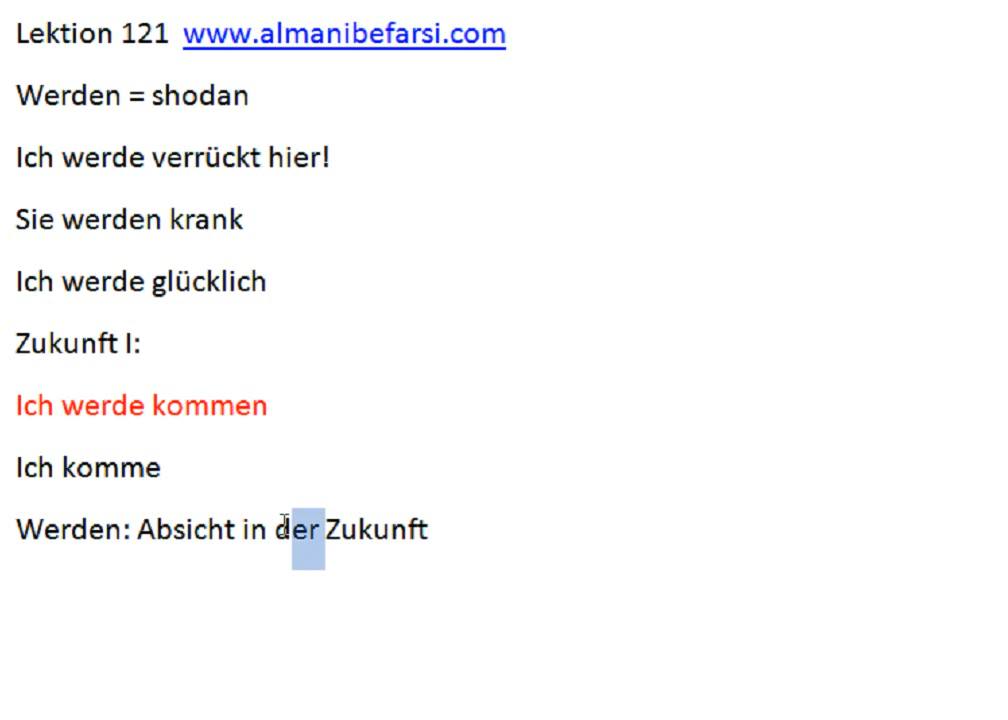 Lektion 121 www.almanibefarsi.com
Werden = shodan
Ich werde verrückt hier!
Sie werden krank
Ich werde glücklich
Zukunft I:
Ich werde kommen
Ich komme
Werden: Absicht in der Zukunft